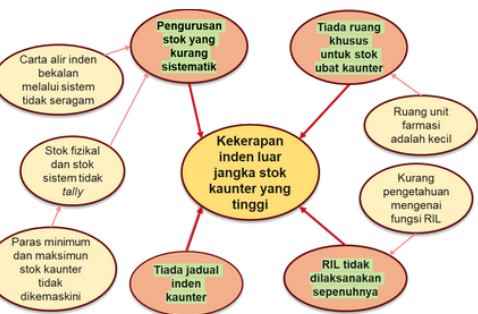 Pengurusan
stok yang
kurang
sistematik
Tiada ruang
khusus
untuk stok
ubat kaunter
Carta alir inden
bekalan
melalui sistem
tidak seragam
Ruang unit
farmasi
adalah kecil
Stok fizikal
dan stok
sistem tidak
tally
Kekerapan
inden luar
jangka stok
kaunter yang
tinggi
Kurang
pengetahuan
mengenai
fungsi RIL
Paras minimum
dan maksimun
stok kaunter
tidak
dikemaskini
Tiada jadual
inden
kaunter
RIL tidak
dilaksanakan
sepenuhnya